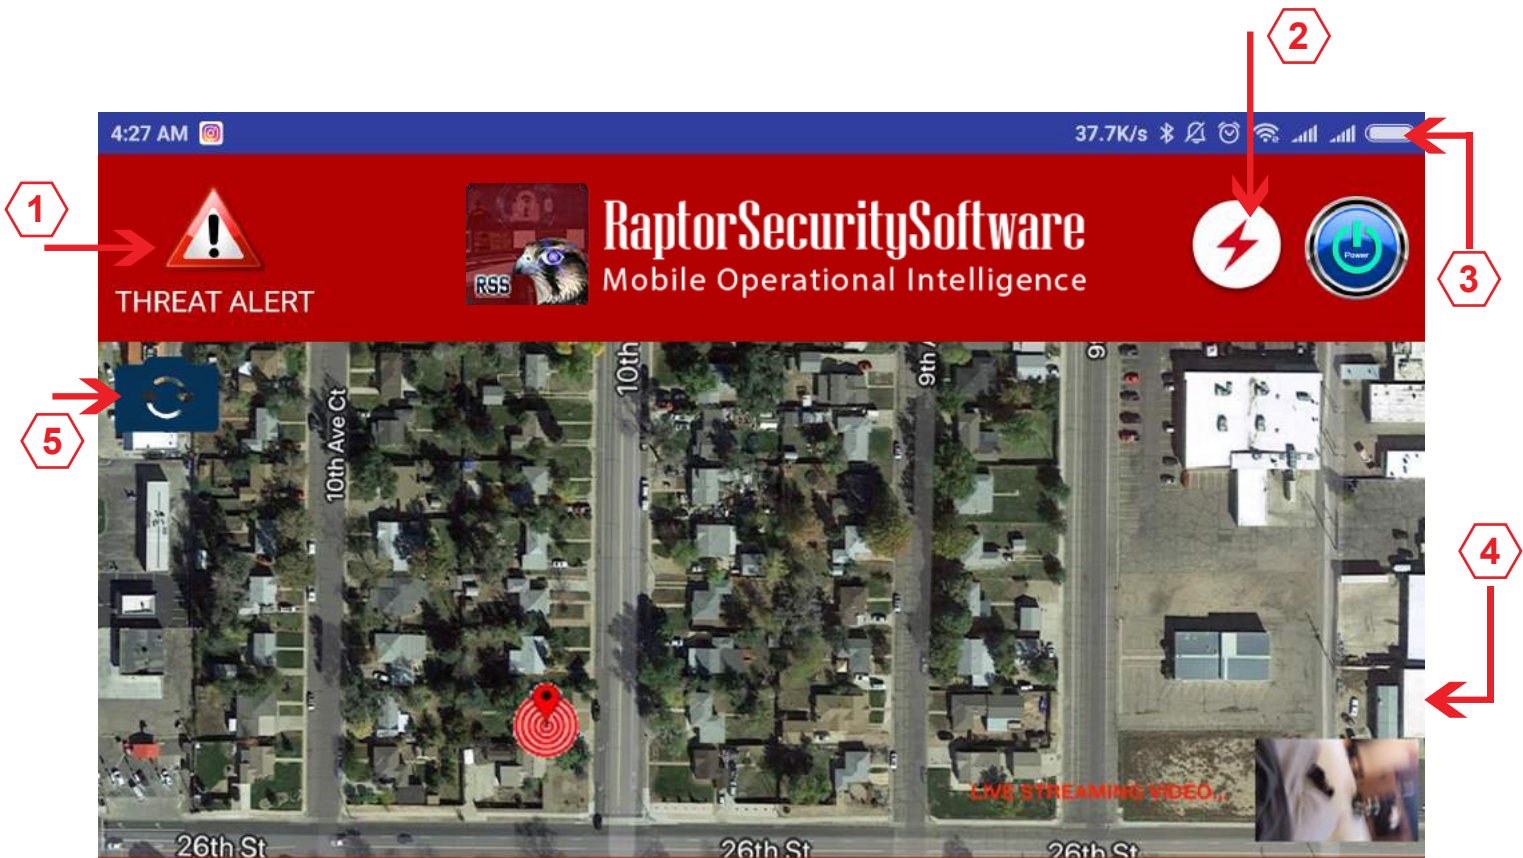 2
4:27 AM
37.7K/s
1
THREAT ALERT
RSS
RaptorSecuritySoftware
Mobile Operational Intelligence
Power
3
5
10th Ave Ct
10th
9th
9
4
LIVE STREAMING VIDEO...
26th St
26th St
26th St